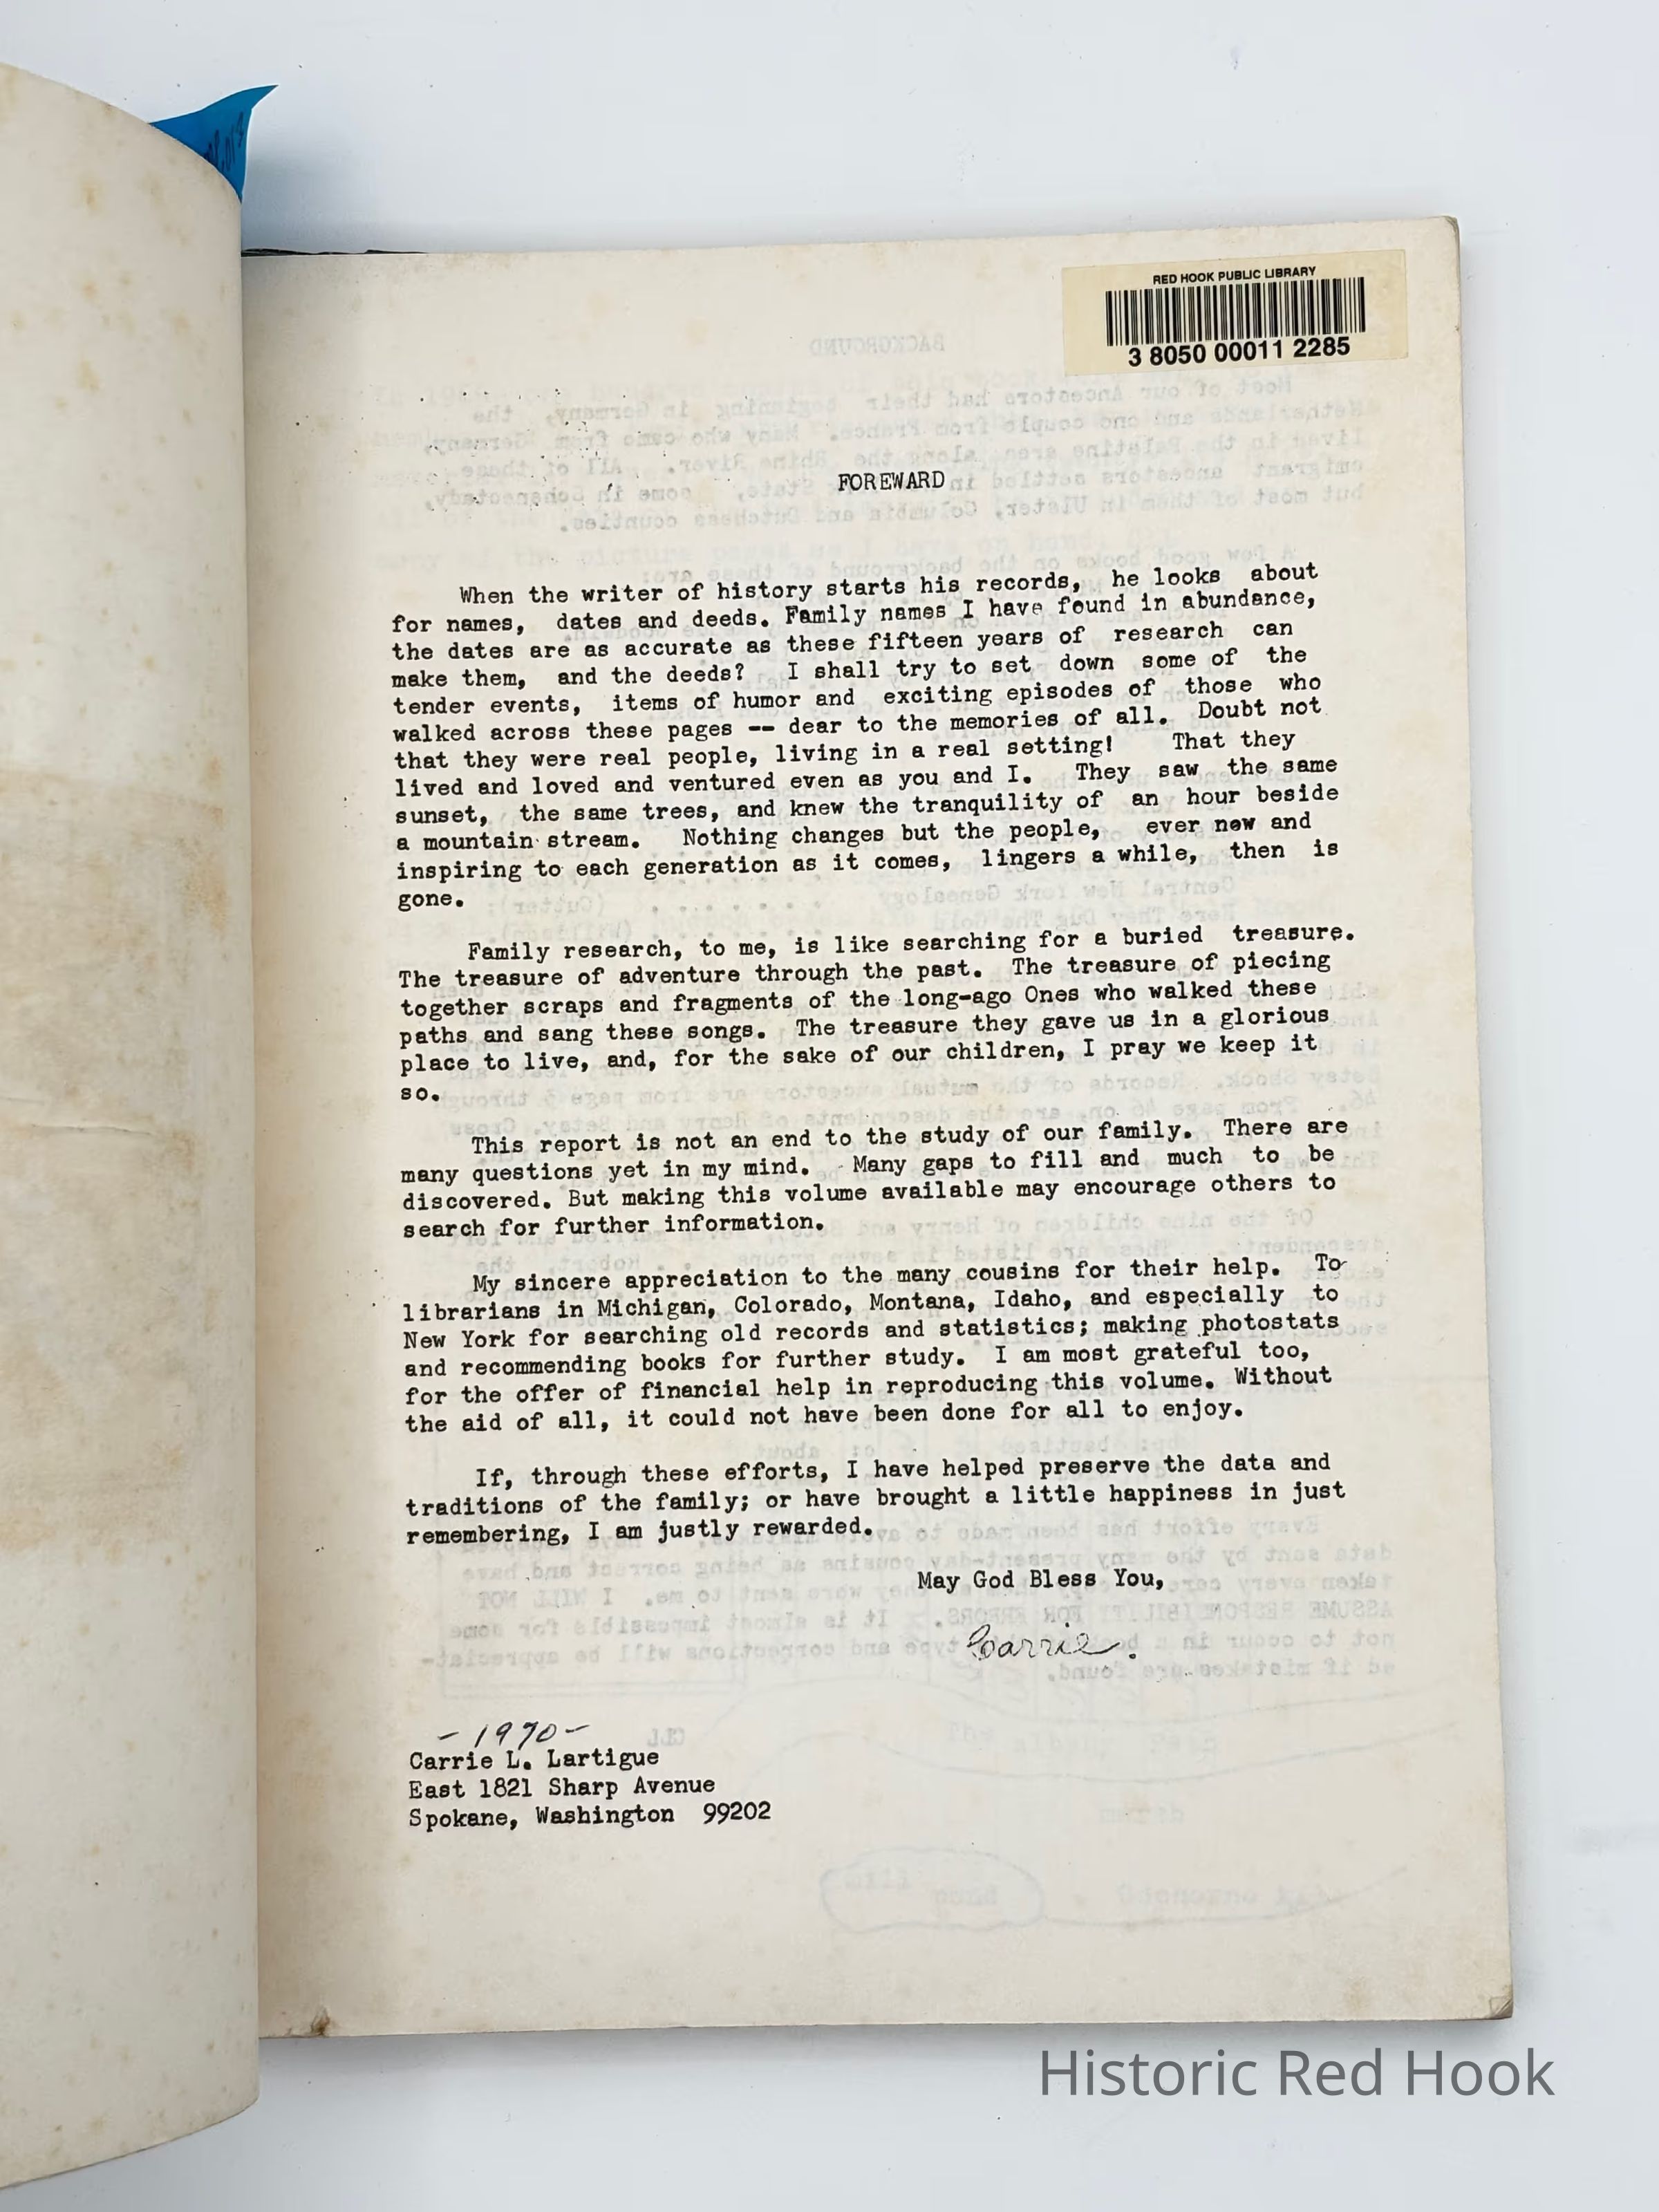 RED HOOK PUBLIC LIBRARY
3 8050 00011 2285
BACKGROUND
FOREWARD
When the writer of history starts his records, he looks about
for names, dates and deeds. Family names I have found in abundance,
the dates are as accurate as these fifteen years of research can
make them, and the deeds? I shall try to set down some of the
tender events, items of humor and exciting episodes of those who
walked across these pages -- dear to the memories of all. Doubt not
that they were real people, living in a real setting! That they
lived and loved and ventured even as you and I. They saw the same
sunset, the same trees, and knew the tranquility of an hour beside
a mountain stream. Nothing changes but the people, ever new and
inspiring to each generation as it comes, lingers a while, then is
gone.
Family research, to me, is like searching for a buried treasure.
The treasure of adventure through the past. The treasure of piecing
together scraps and fragments of the long-ago Ones who walked these
paths and sang these songs. The treasure they gave us in a glorious
place to live, and, for the sake of our children, I pray we keep it
so.
This report is not an end to the study of our family. There are
many questions yet in my mind. Many gaps to fill and much to be
discovered. But making this volume available may encourage others to
search for further information.
My sincere appreciation to the many cousins for their help. To
librarians in Michigan, Colorado, Montana, Idaho, and especially to
New York for searching old records and statistics; making photostats
and recommending books for further study. I am most grateful too,
for the offer of financial help in reproducing this volume. Without
the aid of all, it could not have been done for all to enjoy.
If, through these efforts, I have helped preserve the data and
traditions of the family; or have brought a little happiness in just
remembering, I am justly rewarded.
May God Bless You,
Carrie.
-1970-
Carrie L. Lartigue
East 1821 Sharp Avenue
Spokane, Washington 99202
Historic Red Hook